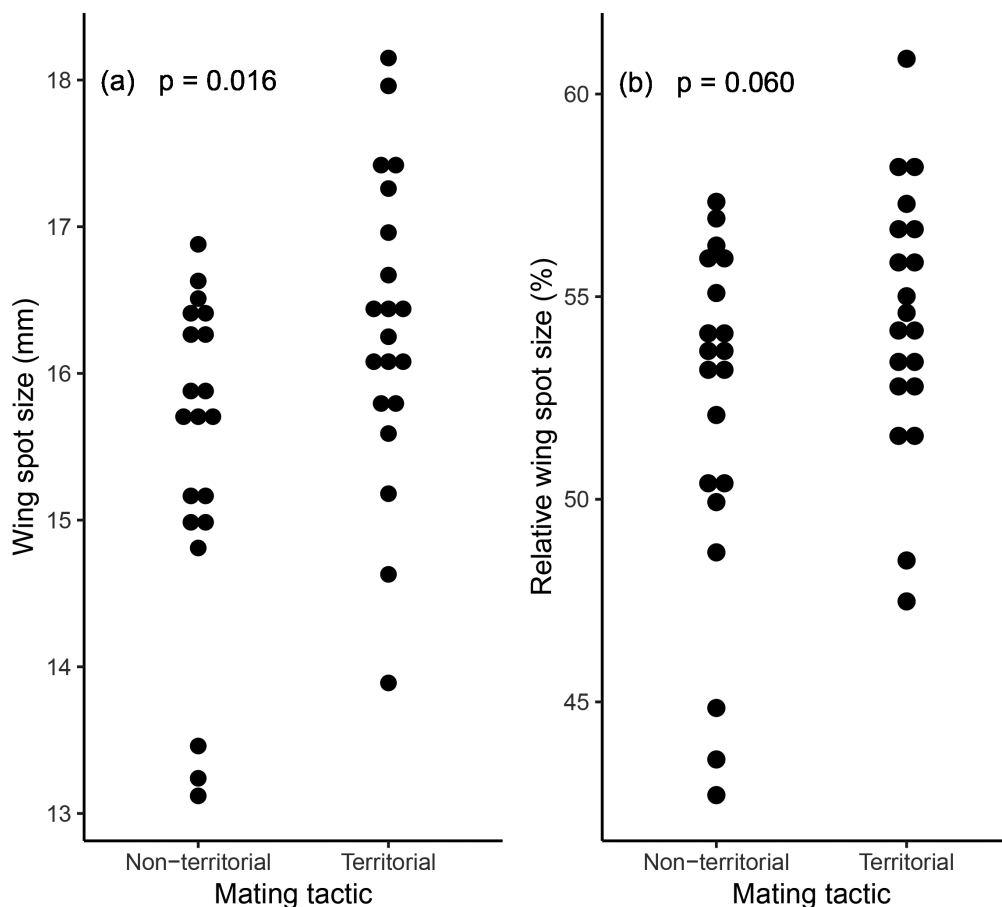 (a) p = 0.016
18
17
16
15
14
13
Wing spot size (mm)
Non−territorial Territorial
Mating tactic
(b) p = 0.060
60
55
50
45
Relative wing spot size (%)
Non−territorial Territorial
Mating tactic